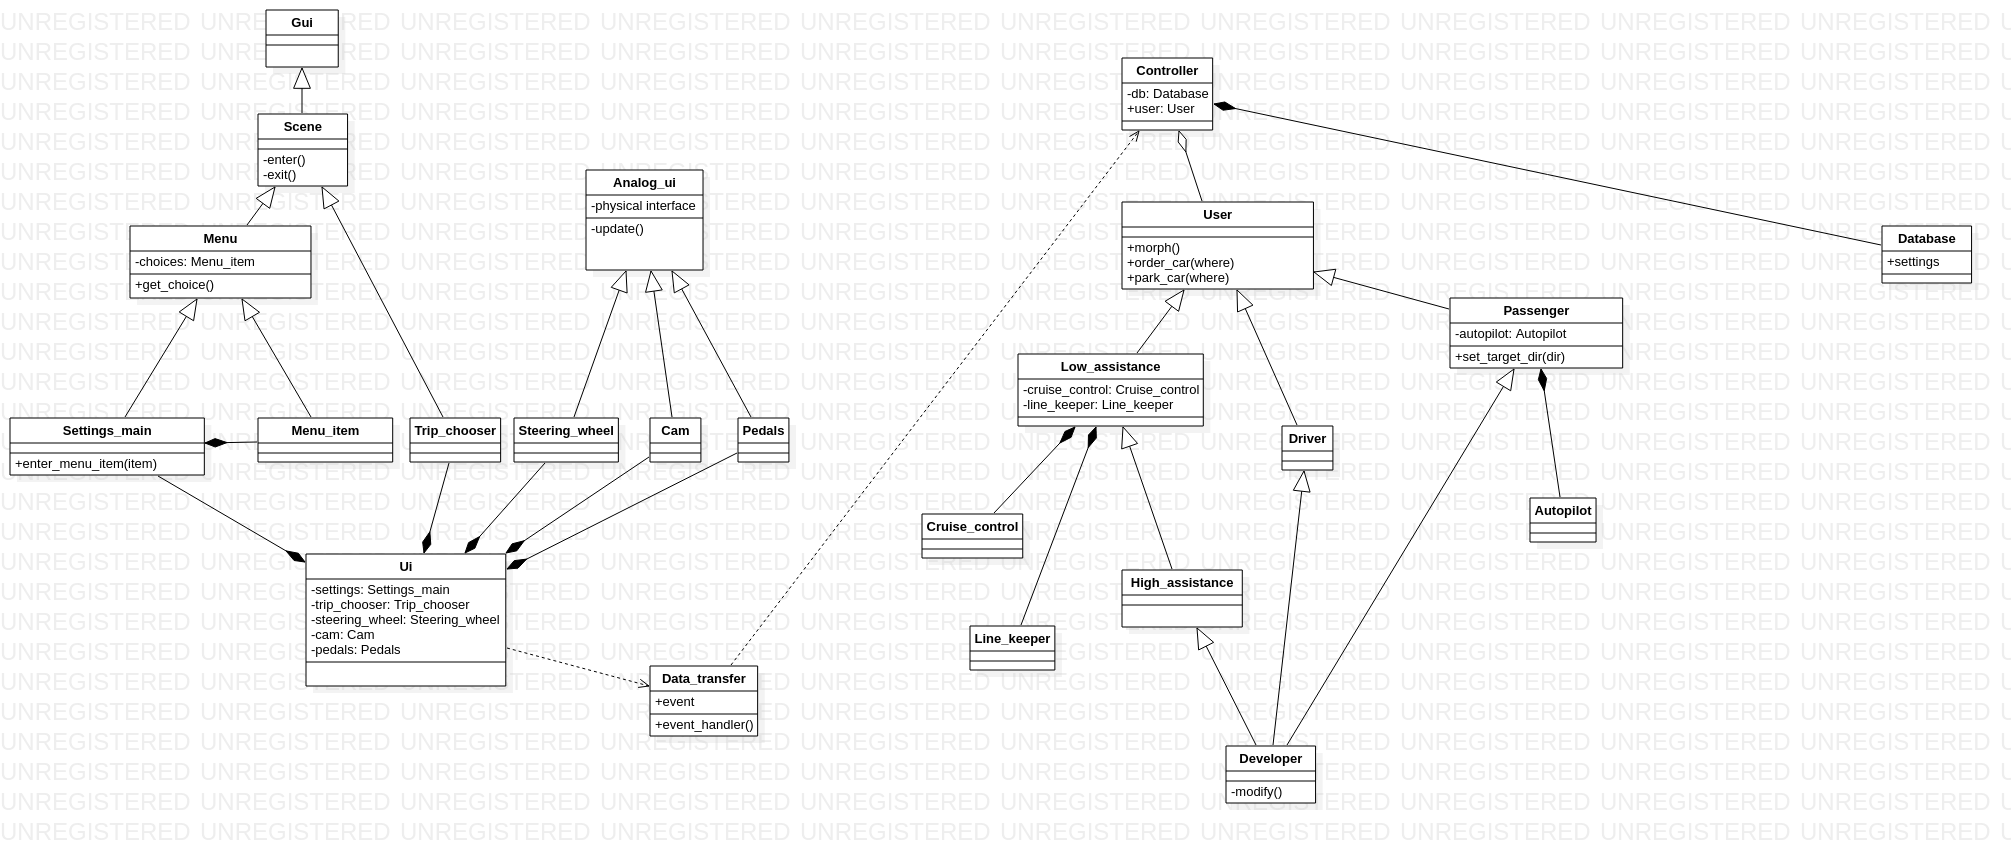 Gui
Scene
-enter()
-exit()
Menu
-choices: Menu_item
+get_choice()
Analog_ui
-physical interface
-update()
Settings_main
+enter_menu_item(item)
Menu_item
Trip_chooser
Steering_wheel
Cam
Pedals
Ui
-settings: Settings_main
-trip_chooser: Trip_chooser
-steering_wheel: Steering_wheel
-cam: Cam
-pedals: Pedals
Data_transfer
+event
+event_handler()
Controller
-db: Database
+user: User
User
+morph()
+order_car(where)
+park_car(where)
Database
+settings
Passenger
-autopilot: Autopilot
+set_target_dir(dir)
Low_assistance
-cruise_control: Cruise_control
-line_keeper: Line_keeper
Driver
Autopilot
Cruise_control
High_assistance
Line_keeper
Developer
-modify()
UNREGISTERED